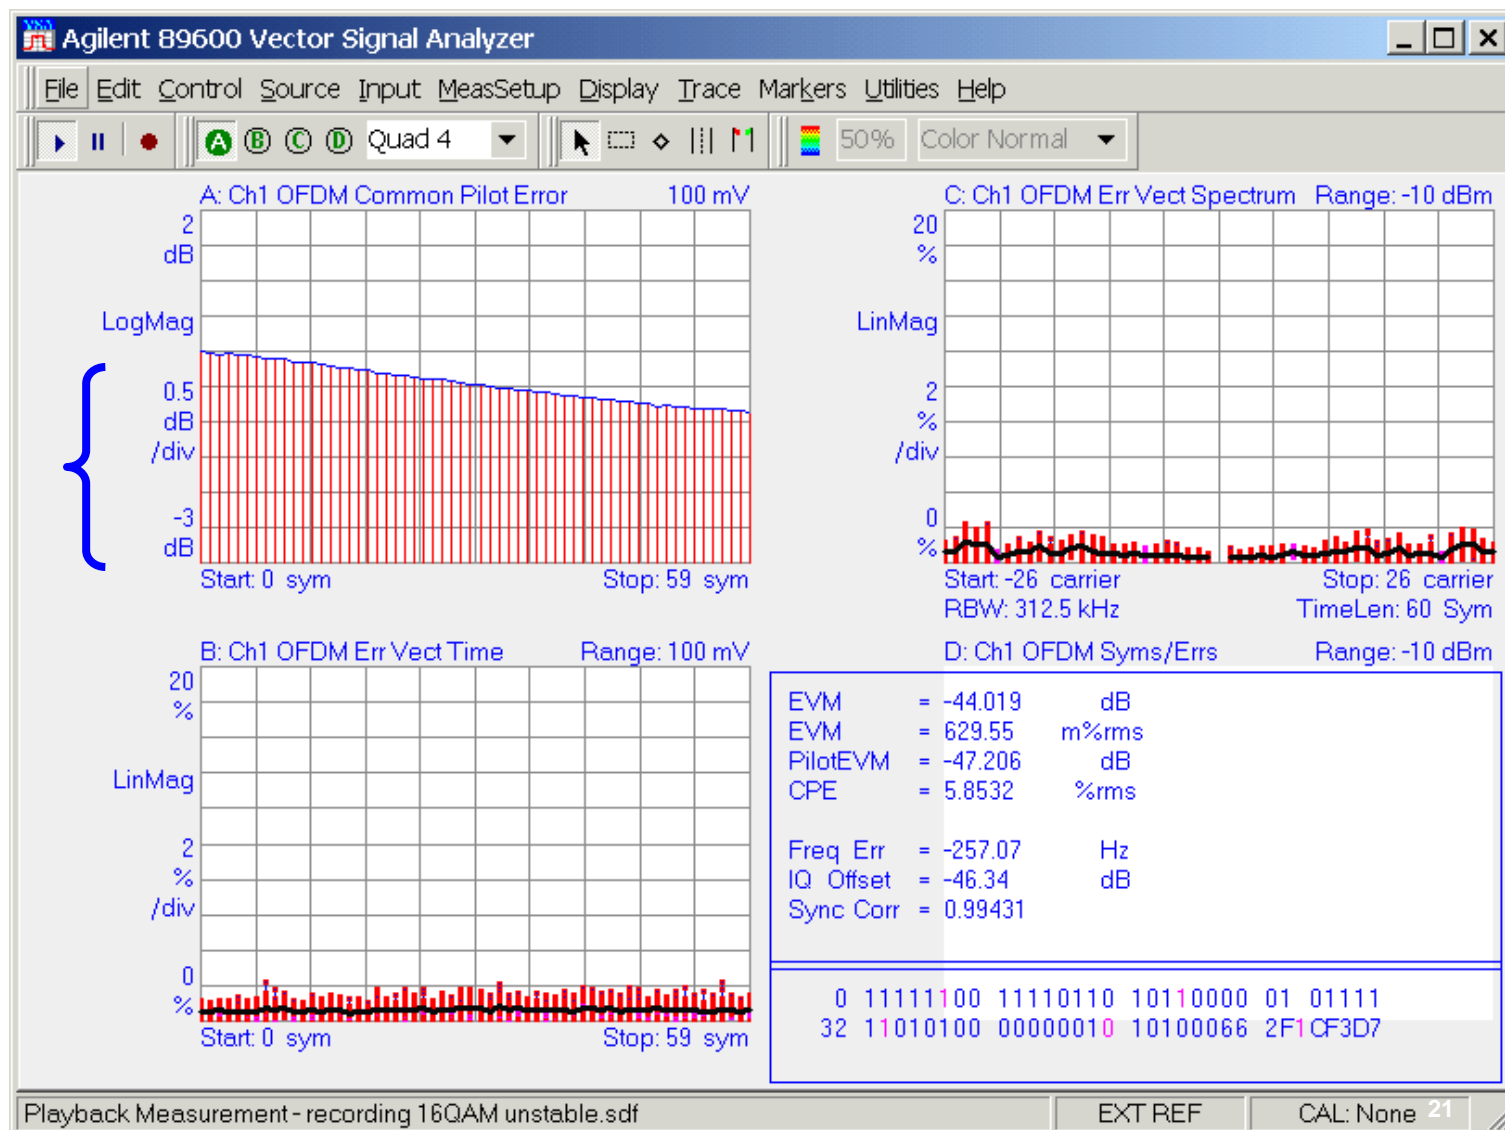 Agilent 89600 Vector Signal Analyzer
File Edit Control Source Input MeasSetup Display Trace Markers Utilities Help
A B C D Quad 4 50% Color Normal
A: Ch1 OFDM Common Pilot Error 100 mV
2
dB
LogMag
0.5
dB
/div
-3
dB
Start: 0 sym Stop: 59 sym
C: Ch1 OFDM Err Vect Spectrum Range: -10 dBm
20
%
LinMag
2
%
/div
0
%
Start: -26 carrier Stop: 26 carrier
RBW: 312.5 kHz TimeLen: 60 Sym
B: Ch1 OFDM Err Vect Time Range: 100 mV
20
%
LinMag
2
%
/div
0
%
Start: 0 sym Stop: 59 sym
D: Ch1 OFDM Syms/Errs Range: -10 dBm
EVM = -44.019 dB
EVM = 629.55 m%rms
PilotEVM = -47.206 dB
CPE = 5.8532 %rms
Freq Err = -257.07 Hz
IQ Offset = -46.34 dB
Sync Corr = 0.99431
0 11111100 11110110 10110000 01 01111
32 11010100 00000010 10100066 2F1CF3D7
Playback Measurement - recording 16QAM unstable.sdf EXT REF CAL: None 21